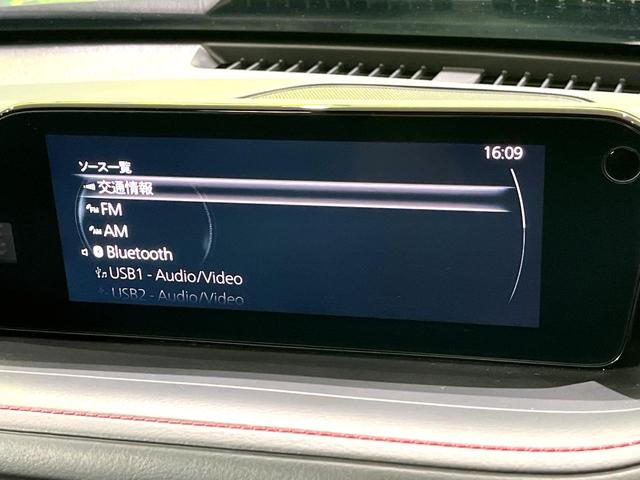 16:09
ソース一覧
交通情報
FM
AM
Bluetooth
USB1 - Audio/Video
USB2 - Audio/Video